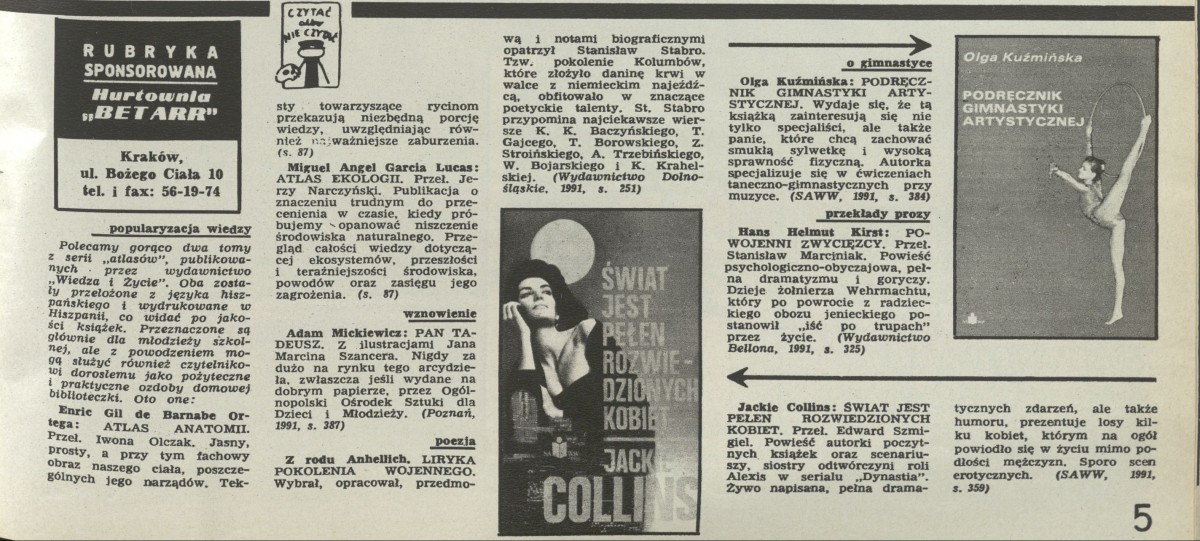 RUBRYKA
SPONSOROWANA
Hurtownia
„BETARR”
Kraków,
ul. Bożego Ciała 10
tel. i fax: 56-19-74
popularyzacja wiedzy
Polecamy gorąco dwa tomy
z serii „atlasów”, publikowa-
nych przez wydawnictwo
„Wiedza i Życie”. Oba zosta-
ły przełożone z języka hisz-
pańskiego i wydrukowane w
Hiszpanii, co widać po jako-
ści książek. Przeznaczone są
głównie dla młodzieży szkol-
nej, ale z powodzeniem mo-
gą służyć również czytelniko-
wi dorosłemu jako pożyteczne
i praktyczne ozdoby domowej
biblioteczki. Oto one:
Enric Gil de Barnabe Or-
tega: ATLAS ANATOMII.
Przeł. Iwona Olczak. Jasny,
prosty, a przy tym fachowy
obraz naszego ciała, poszcze-
gólnych jego narządów. Tek-
CZYTAĆ
albo
NIE CZYTAĆ
sty towarzyszące rycinom
przekazują niezbędną porcję
wiedzy, uwzględniając rów-
nież najważniejsze zaburzenia.
(s. 87)
Miguel Angel Garcia Lucas:
ATLAS EKOLOGII. Przeł. Je-
rzy Narczyński. Publikacja o
znaczeniu trudnym do prze-
cenienia w czasie, kiedy pró-
bujemy opanować niszczenie
środowiska naturalnego. Prze-
gląd całości wiedzy dotyczą-
cej ekosystemów, przeszłości
i teraźniejszości środowiska,
powodów oraz zasięgu jego
zagrożenia. (s. 87)
wznowienie
Adam Mickiewicz: PAN TA-
DEUSZ. Z ilustracjami Jana
Marcina Szancera. Nigdy za
dużo na rynku tego arcydzie-
ła, zwłaszcza jeśli wydane na
dobrym papierze, przez Ogól-
nopolski Ośrodek Sztuki dla
Dzieci i Młodzieży. (Poznań,
1991, s. 387)
poezja
Z rodu Anhellich. LIRYKA
POKOLENIA WOJENNEGO.
Wybrał, opracował, przedmo-
wą i notami biograficznymi
opatrzył Stanisław Stabro.
Tzw. pokolenie Kolumbów,
które złożyło daninę krwi w
walce z niemieckim najeźdź-
cą, obfitowało w znaczące
poetyckie talenty. St. Stabro
przypomina najciekawsze wier-
sze K. K. Baczyńskiego, T.
Gajcego, T. Borowskiego, Z.
Stroińskiego, A. Trzebińskiego,
W. Bojarskiego i K. Krahel-
skiej. (Wydawnictwo Dolno-
śląskie, 1991, s. 251)
ŚWIAT
JEST
PEŁEN
ROZWIE-
DZIONYCH
KOBIET
JACKIE
COLLINS
o gimnastyce
Olga Kuźmińska: PODRĘCZ-
NIK GIMNASTYKI ARTY-
STYCZNEJ. Wydaje się, że tą
książką zainteresują się nie
tylko specjaliści, ale także
panie, które chcą zachować
smukłą sylwetkę i wysoką
sprawność fizyczną. Autorka
specjalizuje się w ćwiczeniach
taneczno-gimnastycznych przy
muzyce. (SAWW, 1991, s. 384)
przekłady prozy
Hans Helmut Kirst: PO-
WOJENNI ZWYCIĘZCY. Przeł.
Stanisław Marciniak. Powieść
psychologiczno-obyczajowa, peł-
na dramatyzmu i goryczy.
Dzieje żołnierza Wehrmachtu,
który po powrocie z radziec-
kiego obozu jenieckiego po-
stanowił „iść po trupach”
przez życie. (Wydawnictwo
Bellona, 1991, s. 325)
Olga Kuźmińska
PODRĘCZNIK
GIMNASTYKI
ARTYSTYCZNEJ
Jackie Collins: ŚWIAT JEST
PEŁEN ROZWIEDZIONYCH
KOBIET. Przeł. Edward Szmi-
giel. Powieść autorki poczyt-
nych książek oraz scenariu-
szy, siostry odtwórczyni roli
Alexis w serialu „Dynastia”.
Żywo napisana, pełna drama-
tycznych zdarzeń, ale także
humoru, prezentuje losy kil-
ku kobiet, którym na ogół
powiodło się w życiu mimo po-
dłości mężczyzn. Sporo scen
erotycznych. (SAWW, 1991,
s. 359)
5